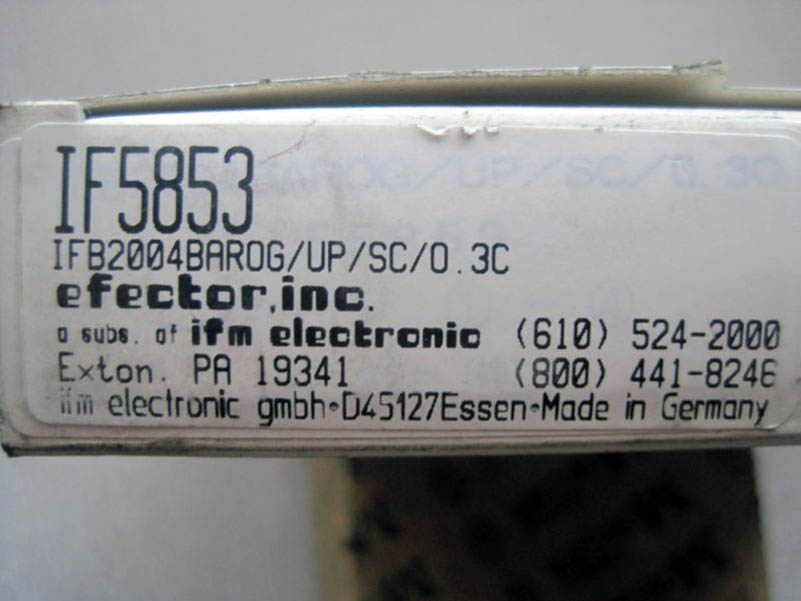 IF5853
IFB2004BAROG/UP/SC/0.3C
efector,inc.
a subs. of ifm electronic (610) 524-2000
Exton. PA 19341 (800) 441-8246
ifm electronic gmbh•D45127Essen•Made in Germany